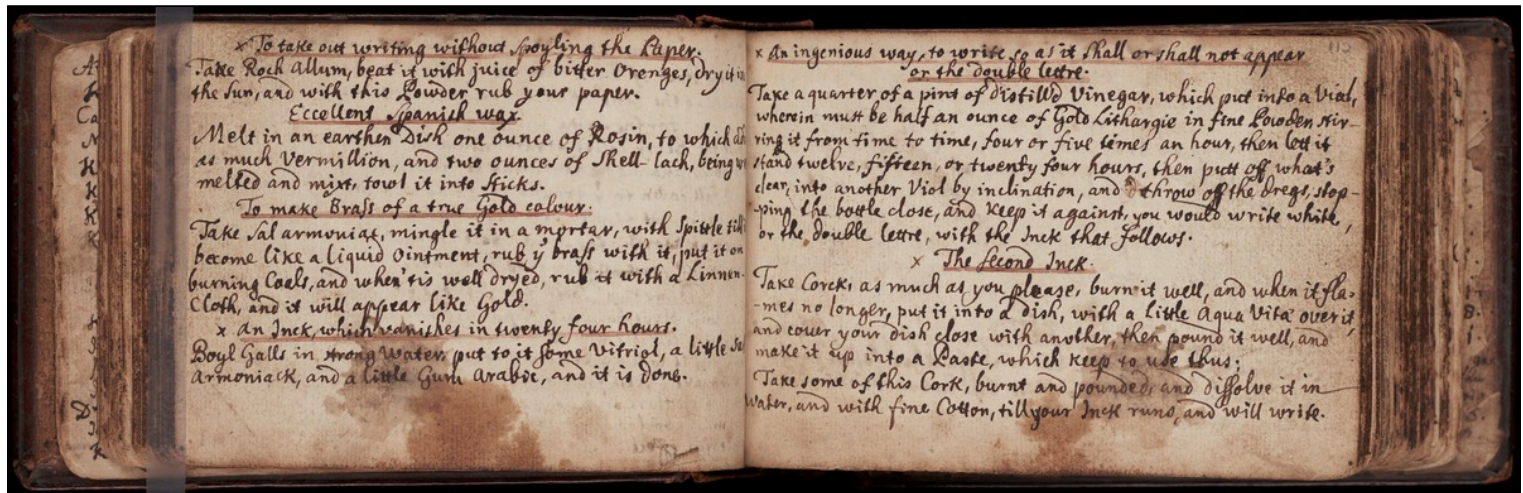 x To take out writing without spoyling the Paper.
Take Roch Allum, beat it with juice of bitter Orenges, dry it in
the Sun, and with this Powder rub your paper.
Eccellent Spanish wax
Melt in an earthen Dish one ounce of Rosin, to which
as much Vermillion, and two ounces of Shell-lach, being
melted and mixt, rowl it into sticks.
To make Brass of a true Gold colour.
Take Sal armoniac, mingle it in a mortar, with Spittle till
become like a liquid Ointment, rub yͤ brass with it, put it on
burning Coals, and when'tis well dryed, rub it with a Linnen-
Cloth, and it will appear like Gold.
x An Inck, which vanishes in twenty four hours.
Boyl Galls in strong Water, put to it some Vitriol, a little
Armoniack, and a little Gum Arabic, and it is done.
112
x An ingenious way, to write so as it shall or shall not appear
or the double lettre.
Take a quarter of a pint of distill'd Vinegar, which put into a Vial,
wherein must be half an ounce of Gold Lithargie in fine Powder stir-
ring it from time to time, four or five times an hour, then lett it
stand twelve, fifteen, or twenty four hours, then putt off what's
clear, into another Viol by inclination, and throw off the dregs, stop-
-ping the bottle close, and keep it against, you would write white,
or the double lettre, with the Inck that follows.
x The second Inck.
Take Corck, as much as you please, burn it well, and when it fla-
-mes no longer, put it into a dish, with a little Aqua Vitæ over it,
and cover your dish close with another, then pound it well, and
make it up into a Paste, which keep to use thus;
Take some of this Cork, burnt and pounded, and dissolve it in
water, and with fine Cotton, till your Inck runs, and will write.